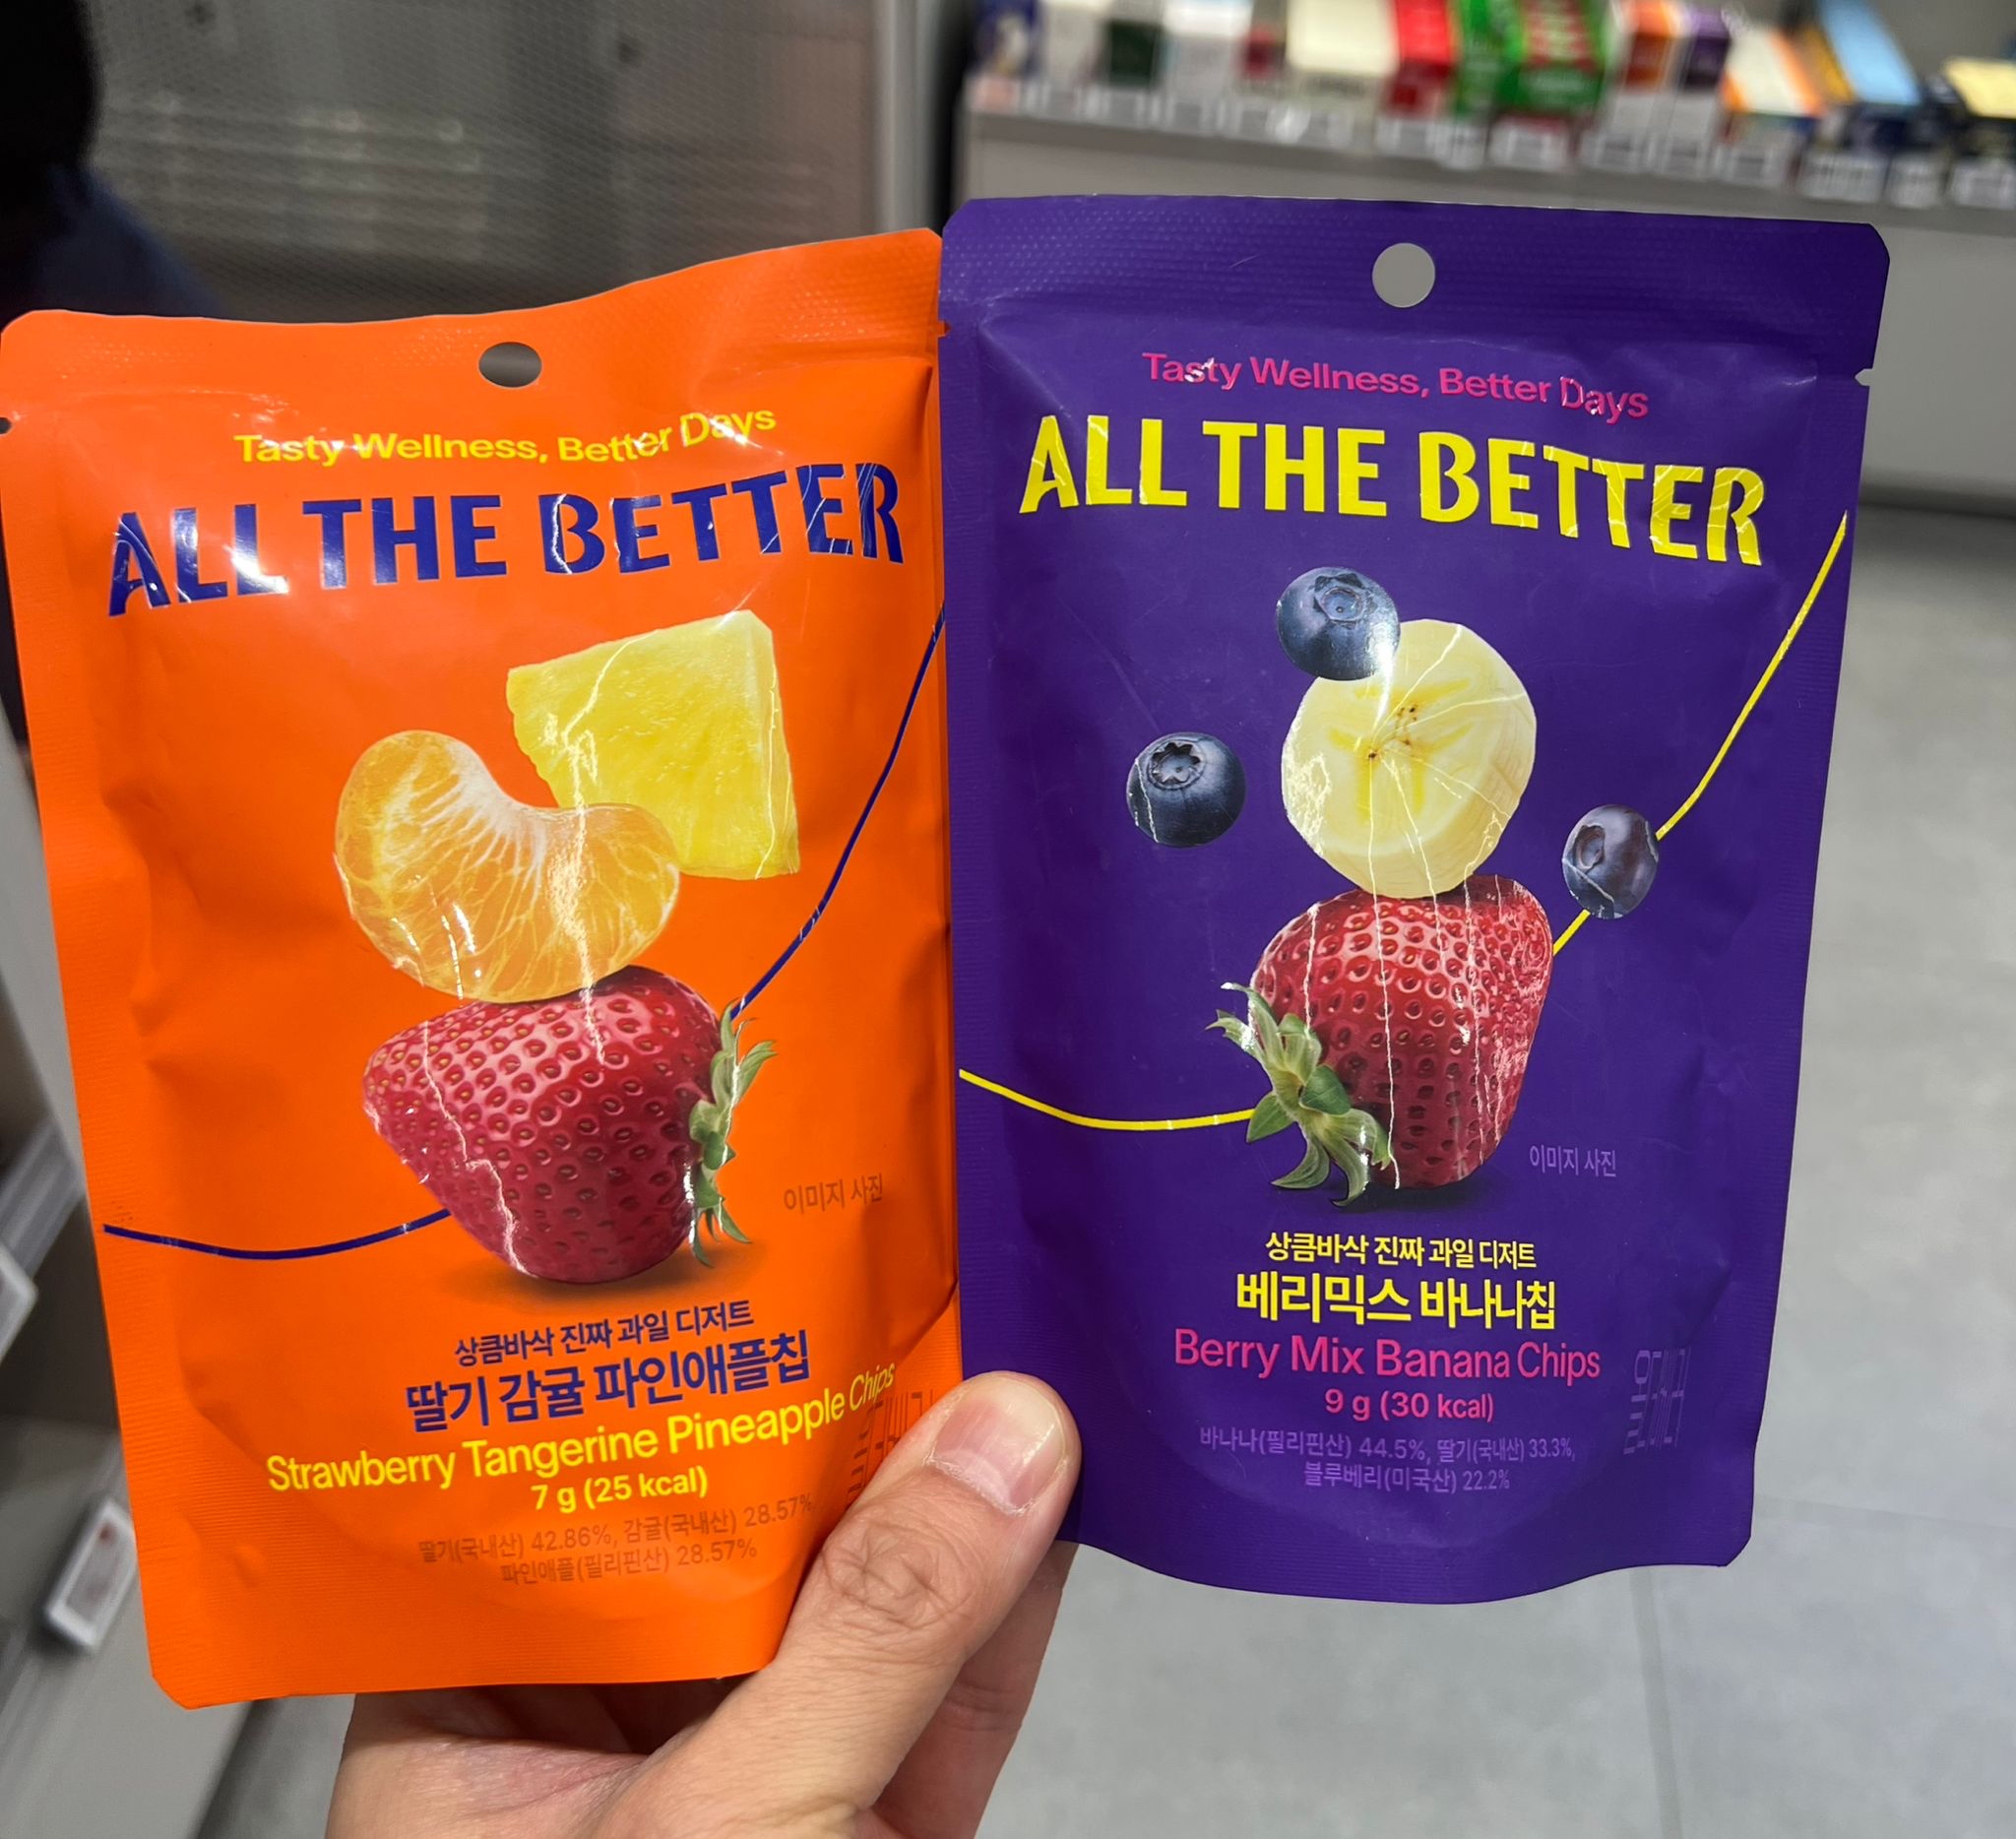 Tasty Wellness, Better Days
ALL THE BETTER
이미지 사진
상큼바삭 진짜 과일 디저트
딸기 감귤 파인애플칩
Strawberry Tangerine Pineapple Chips
7 g (25 kcal)
딸기(국내산) 42.86%, 감귤(국내산) 28.57%
파인애플(필리핀산) 28.57%
Tasty Wellness, Better Days
ALL THE BETTER
이미지 사진
상큼바삭 진짜 과일 디저트
베리믹스 바나나칩
Berry Mix Banana Chips
9 g (30 kcal)
바나나(필리핀산) 44.5%, 딸기(국내산) 33.3%,
블루베리(미국산) 22.2%
올더배러